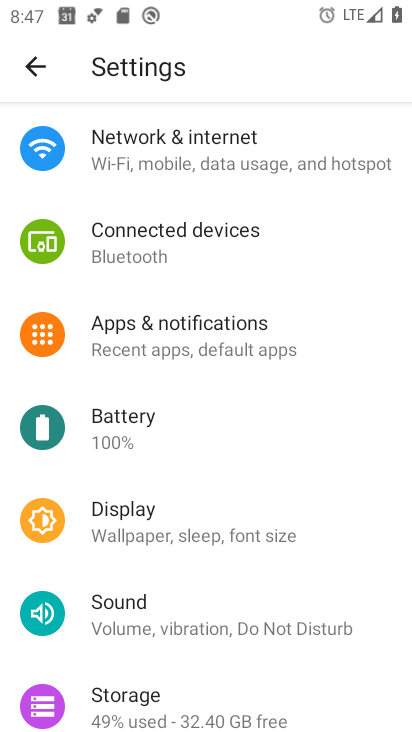 8:47 31 LTE
Settings
Network & internet
Wi-Fi, mobile, data usage, and hotspot
Connected devices
Bluetooth
Apps & notifications
Recent apps, default apps
Battery
100%
Display
Wallpaper, sleep, font size
Sound
Volume, vibration, Do Not Disturb
Storage
49% used - 32.40 GB free